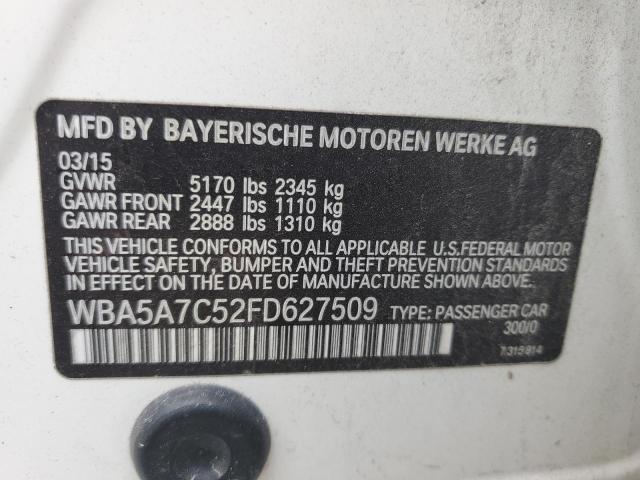 MFD BY BAYERISCHE MOTOREN WERKE AG
03/15
GVWR 5170 lbs 2345 kg
GAWR FRONT 2447 lbs 1110 kg
GAWR REAR 2888 lbs 1310 kg
THIS VEHICLE CONFORMS TO ALL APPLICABLE U.S.FEDERAL MOTOR
VEHICLE SAFETY, BUMPER AND THEFT PREVENTION STANDARDS
IN EFFECT ON THE DATE OF MANUFACTURE SHOWN ABOVE.
WBA5A7C52FD627509 TYPE: PASSENGER CAR
300/0
7315914